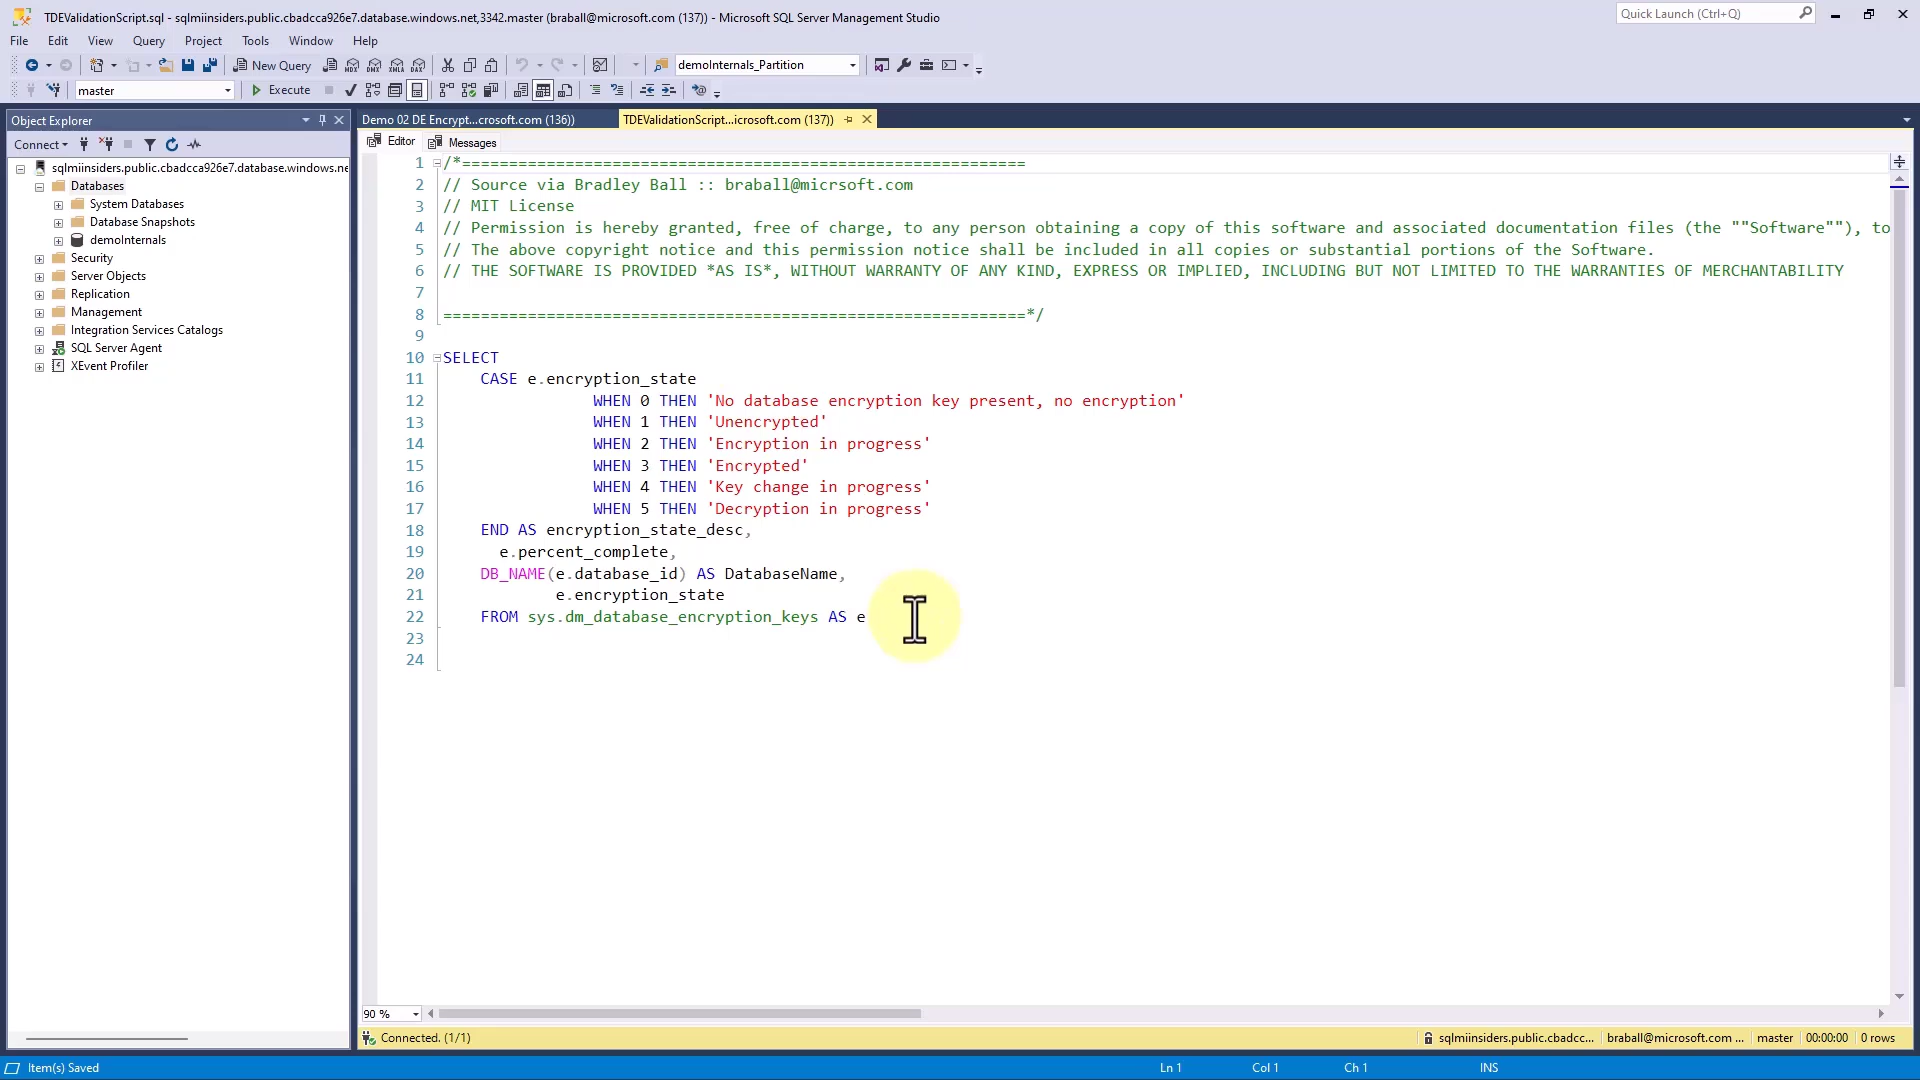 TDEValidationScript.sql - sqlmiinsiders.public.cbadcca926e7.database.windows.net,3342.master (braball@microsoft.com (137)) - Microsoft SQL Server Management Studio
Quick Launch (Ctrl+Q)
File Edit View Query Project Tools Window Help
New Query MDX DMX XMLA DAX demoInternals_Partition
master Execute
Object Explorer
Demo 02 DE Encrypt...crosoft.com (136))
TDEValidationScript...icrosoft.com (137))
Connect
Editor Messages
sqlmiinsiders.public.cbadcca926e7.database.windows.ne
Databases
System Databases
Database Snapshots
demoInternals
Security
Server Objects
Replication
Management
Integration Services Catalogs
SQL Server Agent
XEvent Profiler
1 /*============================================================
2 // Source via Bradley Ball :: braball@micrsoft.com
3 // MIT License
4 // Permission is hereby granted, free of charge, to any person obtaining a copy of this software and associated documentation files (the ""Software""), to
5 // The above copyright notice and this permission notice shall be included in all copies or substantial portions of the Software.
6 // THE SOFTWARE IS PROVIDED *AS IS*, WITHOUT WARRANTY OF ANY KIND, EXPRESS OR IMPLIED, INCLUDING BUT NOT LIMITED TO THE WARRANTIES OF MERCHANTABILITY
7
8 ==============================================================*/
9
10 SELECT
11 CASE e.encryption_state
12 WHEN 0 THEN 'No database encryption key present, no encryption'
13 WHEN 1 THEN 'Unencrypted'
14 WHEN 2 THEN 'Encryption in progress'
15 WHEN 3 THEN 'Encrypted'
16 WHEN 4 THEN 'Key change in progress'
17 WHEN 5 THEN 'Decryption in progress'
18 END AS encryption_state_desc,
19 e.percent_complete,
20 DB_NAME(e.database_id) AS DatabaseName,
21 e.encryption_state
22 FROM sys.dm_database_encryption_keys AS e
23
24
90 %
Connected. (1/1)
sqlmiinsiders.public.cbadcc... braball@microsoft.com ... master 00:00:00 0 rows
Item(s) Saved Ln 1 Col 1 Ch 1 INS